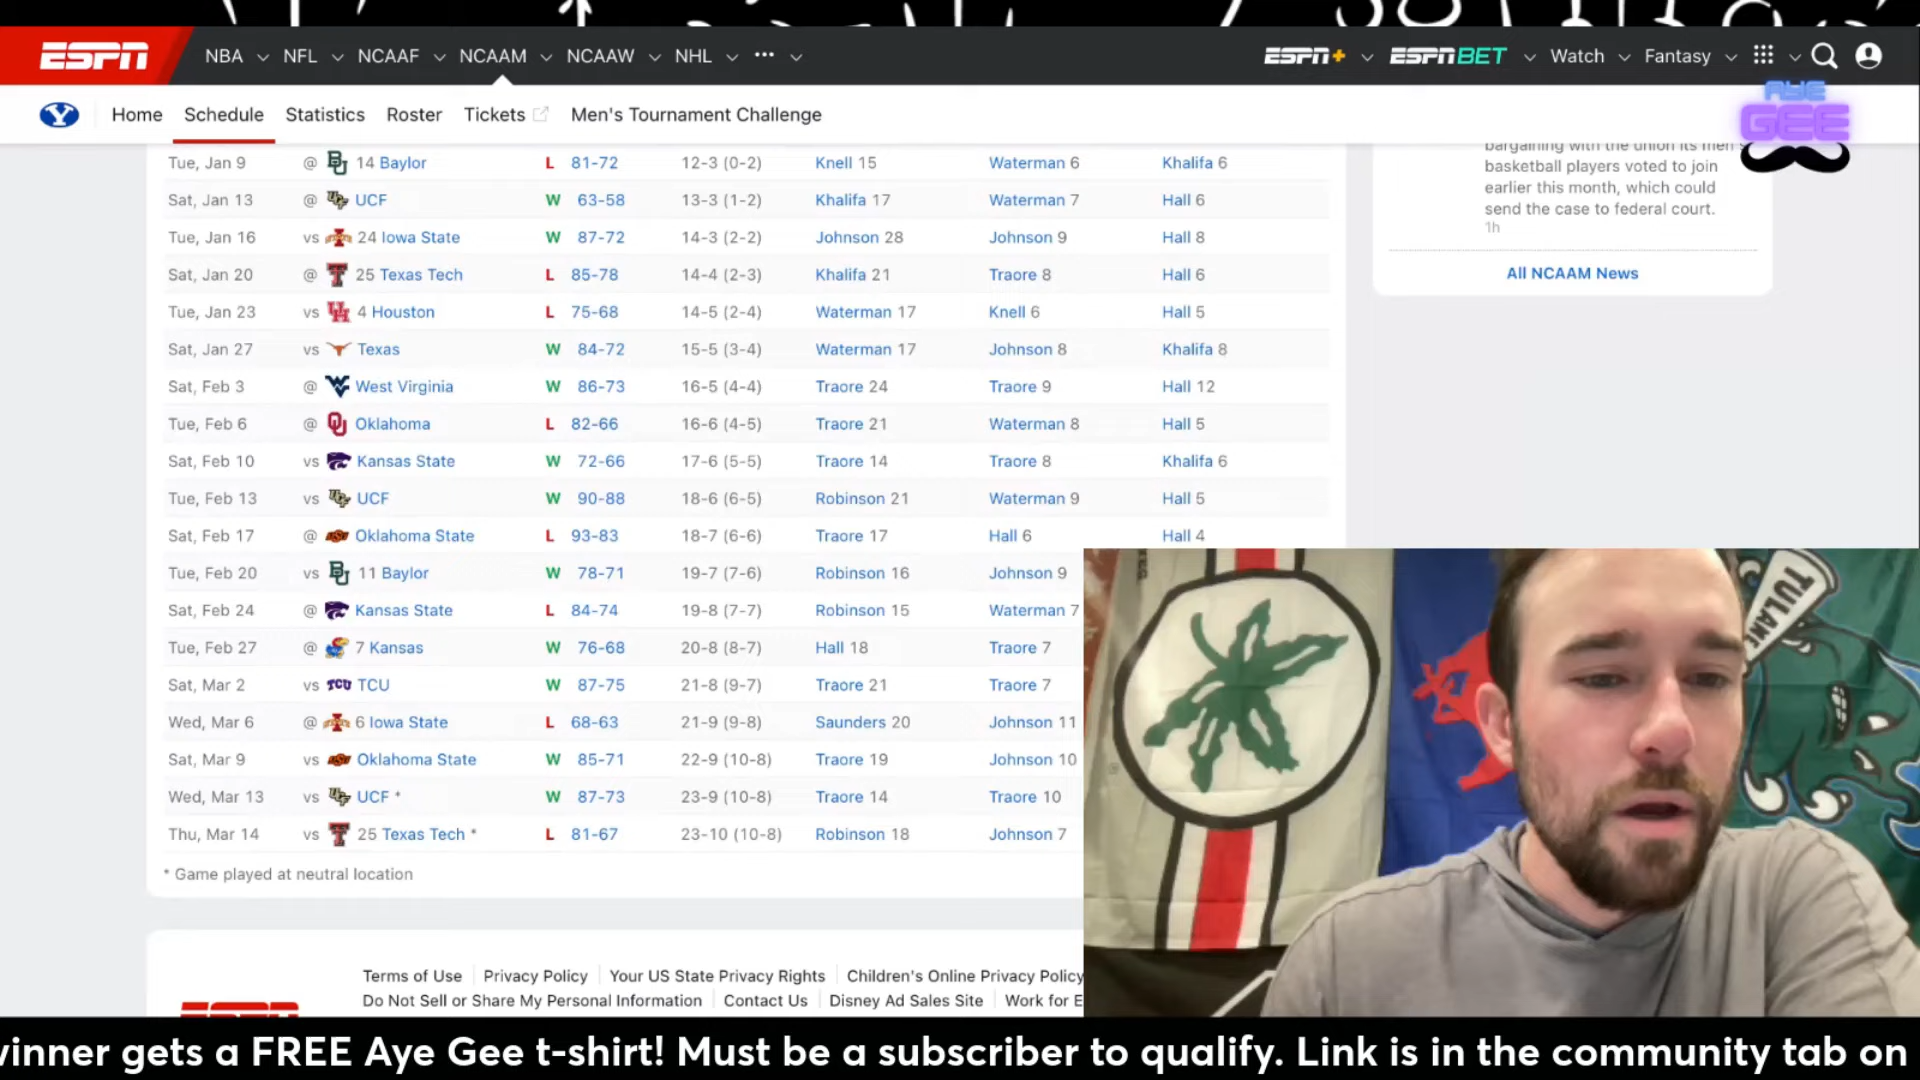 ESPN NBA NFL NCAAF NCAAM NCAAW NHL ••• ESPN+ ESPN BET Watch Fantasy
Home Schedule Statistics Roster Tickets Men's Tournament Challenge
AYE
GEE
Tue, Jan 9 @ 14 Baylor L 81-72 12-3 (0-2) Knell 15 Waterman 6 Khalifa 6
Sat, Jan 13 @ UCF W 63-58 13-3 (1-2) Khalifa 17 Waterman 7 Hall 6
Tue, Jan 16 vs 24 Iowa State W 87-72 14-3 (2-2) Johnson 28 Johnson 9 Hall 8
Sat, Jan 20 @ 25 Texas Tech L 85-78 14-4 (2-3) Khalifa 21 Traore 8 Hall 6
Tue, Jan 23 vs 4 Houston L 75-68 14-5 (2-4) Waterman 17 Knell 6 Hall 5
Sat, Jan 27 vs Texas W 84-72 15-5 (3-4) Waterman 17 Johnson 8 Khalifa 8
Sat, Feb 3 @ West Virginia W 86-73 16-5 (4-4) Traore 24 Traore 9 Hall 12
Tue, Feb 6 @ Oklahoma L 82-66 16-6 (4-5) Traore 21 Waterman 8 Hall 5
Sat, Feb 10 vs Kansas State W 72-66 17-6 (5-5) Traore 14 Traore 8 Khalifa 6
Tue, Feb 13 vs UCF W 90-88 18-6 (6-5) Robinson 21 Waterman 9 Hall 5
Sat, Feb 17 @ Oklahoma State L 93-83 18-7 (6-6) Traore 17 Hall 6 Hall 4
Tue, Feb 20 vs 11 Baylor W 78-71 19-7 (7-6) Robinson 16 Johnson 9
Sat, Feb 24 @ Kansas State L 84-74 19-8 (7-7) Robinson 15 Waterman 7
Tue, Feb 27 @ 7 Kansas W 76-68 20-8 (8-7) Hall 18 Traore 7
Sat, Mar 2 vs TCU TCU W 87-75 21-8 (9-7) Traore 21 Traore 7
Wed, Mar 6 @ 6 Iowa State L 68-63 21-9 (9-8) Saunders 20 Johnson 11
Sat, Mar 9 vs Oklahoma State W 85-71 22-9 (10-8) Traore 19 Johnson 10
Wed, Mar 13 vs UCF * W 87-73 23-9 (10-8) Traore 14 Traore 10
Thu, Mar 14 vs 25 Texas Tech * L 81-67 23-10 (10-8) Robinson 18 Johnson 7
* Game played at neutral location
bargaining with the union its men's
basketball players voted to join
earlier this month, which could
send the case to federal court.
1h
All NCAAM News
TULANE
Terms of Use Privacy Policy Your US State Privacy Rights Children's Online Privacy Policy
Do Not Sell or Share My Personal Information Contact Us Disney Ad Sales Site Work for E
winner gets a FREE Aye Gee t-shirt! Must be a subscriber to qualify. Link is in the community tab on